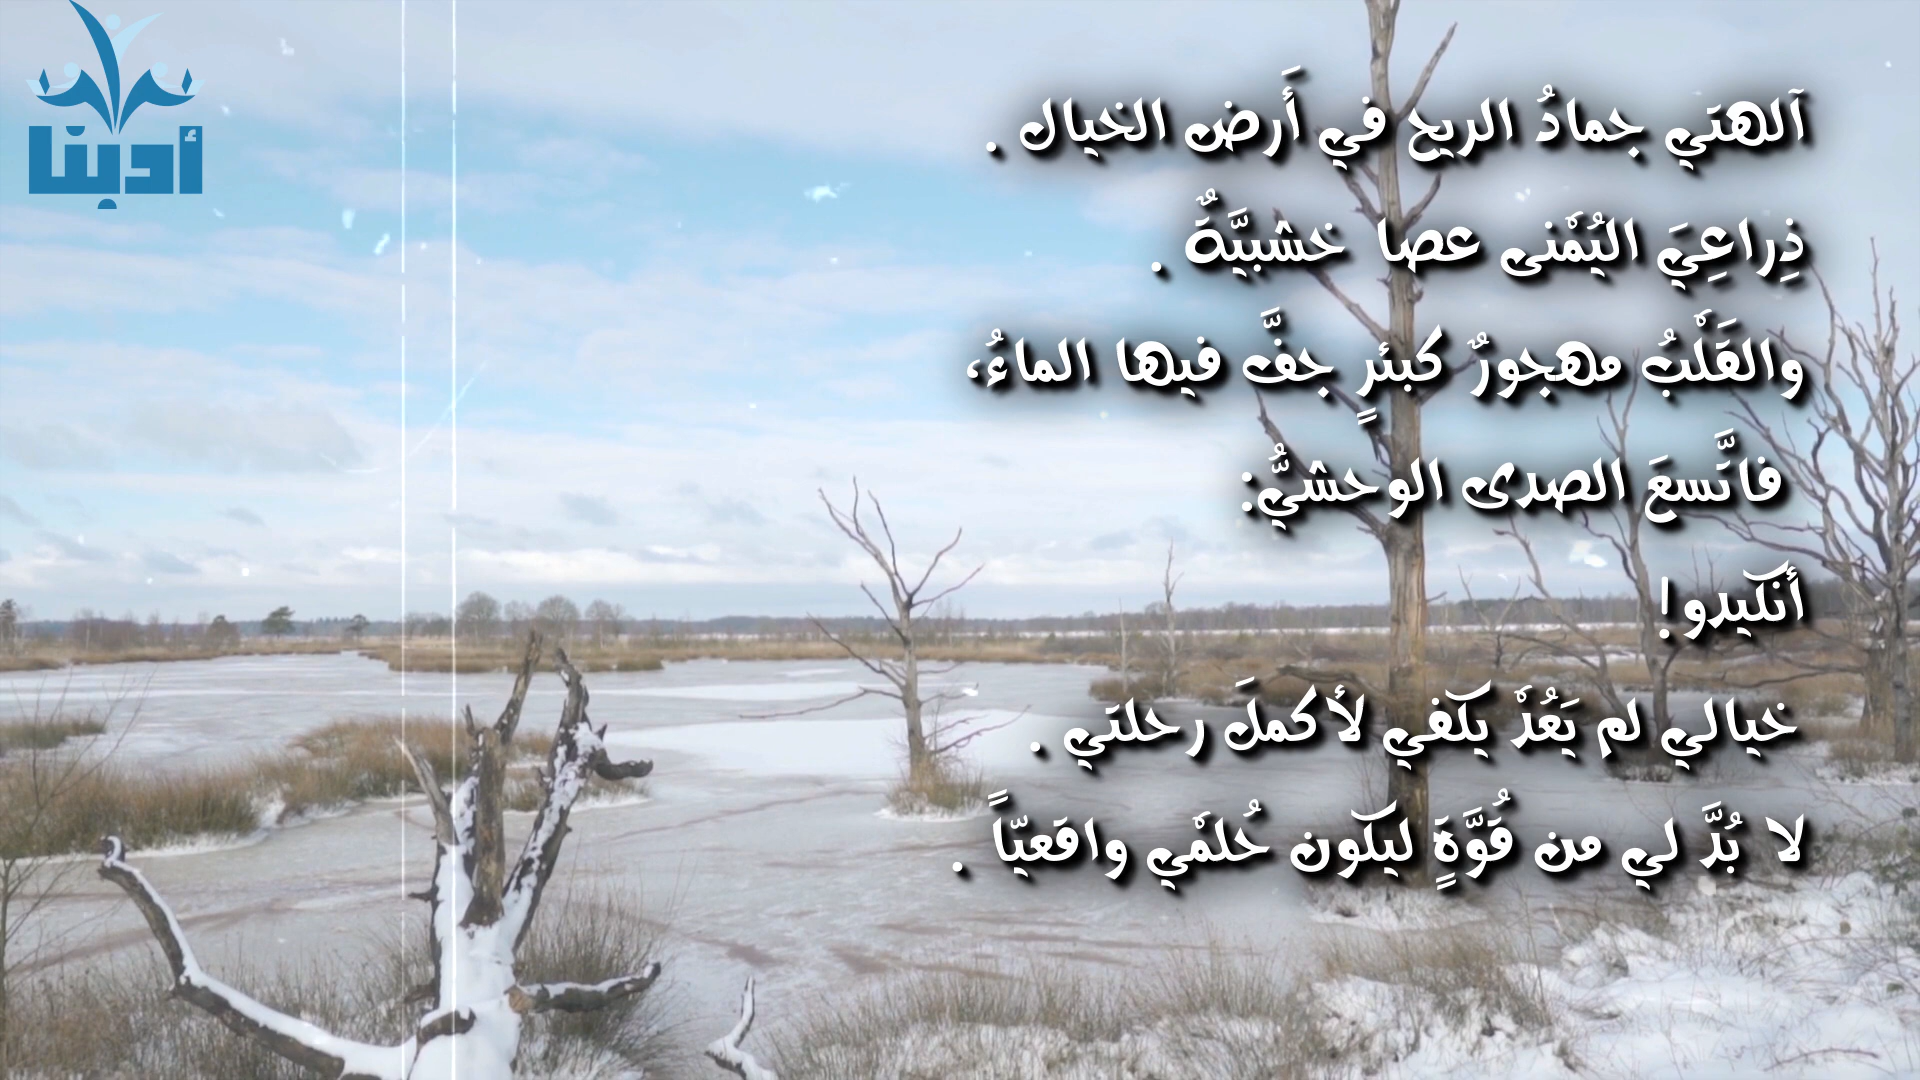 أدبنا
آلهتي جمادُ الريح في أَرض الخيال .
ذِراعِيَ اليُمْنى عصا خشبيَّةٌ .
والقَلْبُ مهجورٌ كبئرٍ جفَّ فيها الماءُ،
فاتَّسعَ الصدى الوحشيُّ:
أنكيدو!
خيالي لم يَعُدْ يكفي لأكملَ رحلتي .
لا بُدَّ لي من قُوَّةٍ ليكون حُلمْي واقعيّاً .